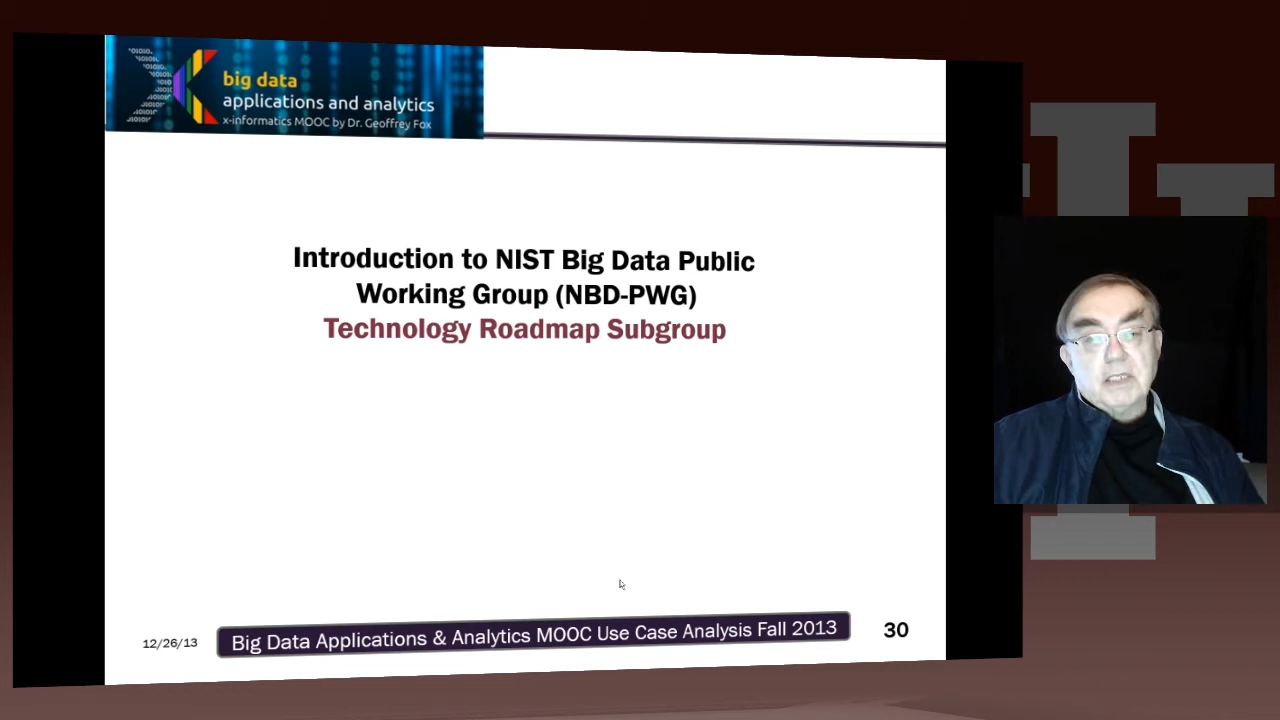 big data
applications and analytics
x-informatics MOOC by Dr. Geoffrey Fox
Introduction to NIST Big Data Public
Working Group (NBD-PWG)
Technology Roadmap Subgroup
12/26/13
Big Data Applications & Analytics MOOC Use Case Analysis Fall 2013
30